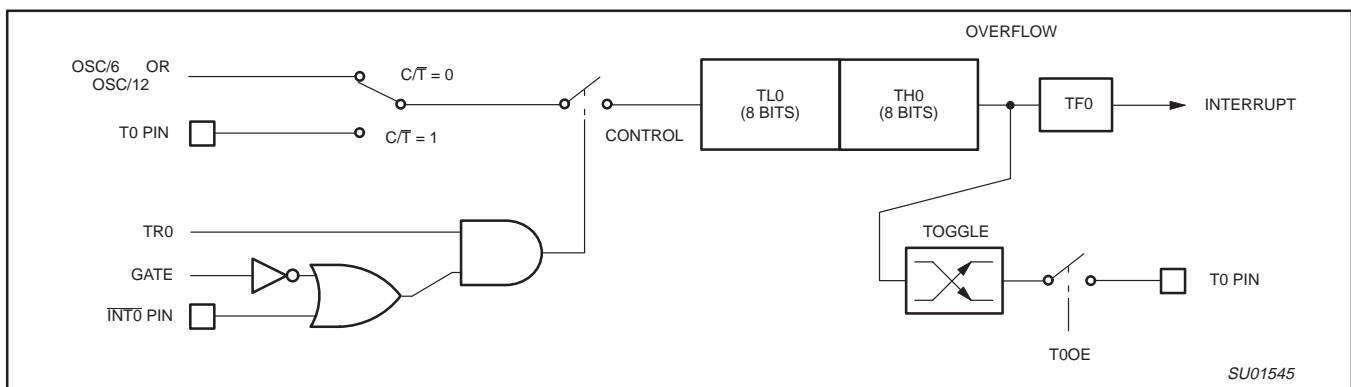 OVERFLOW
OSC/6 OR
OSC/12
C/T̅ = 0
TL0
(8 BITS)
TH0
(8 BITS)
TF0
INTERRUPT
T0 PIN
C/T̅ = 1
CONTROL
TR0
TOGGLE
GATE
T0 PIN
I̅N̅T̅0̅ PIN
T0OE
SU01545